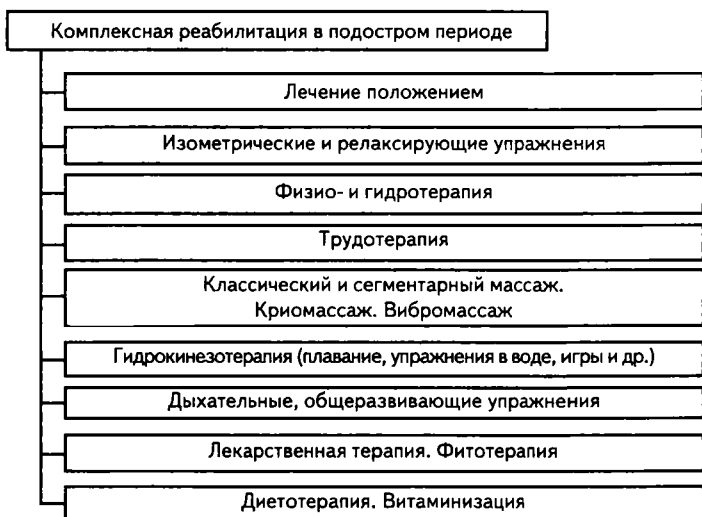 Комплексная реабилитация в подостром периоде
Лечение положением
Изометрические и релаксирующие упражнения
Физио- и гидротерапия
Трудотерапия
Классический и сегментарный массаж.
Криомассаж. Вибромассаж
Гидрокинезотерапия (плавание, упражнения в воде, игры и др.)
Дыхательные, общеразвивающие упражнения
Лекарственная терапия. Фитотерапия
Диетотерапия. Витаминизация